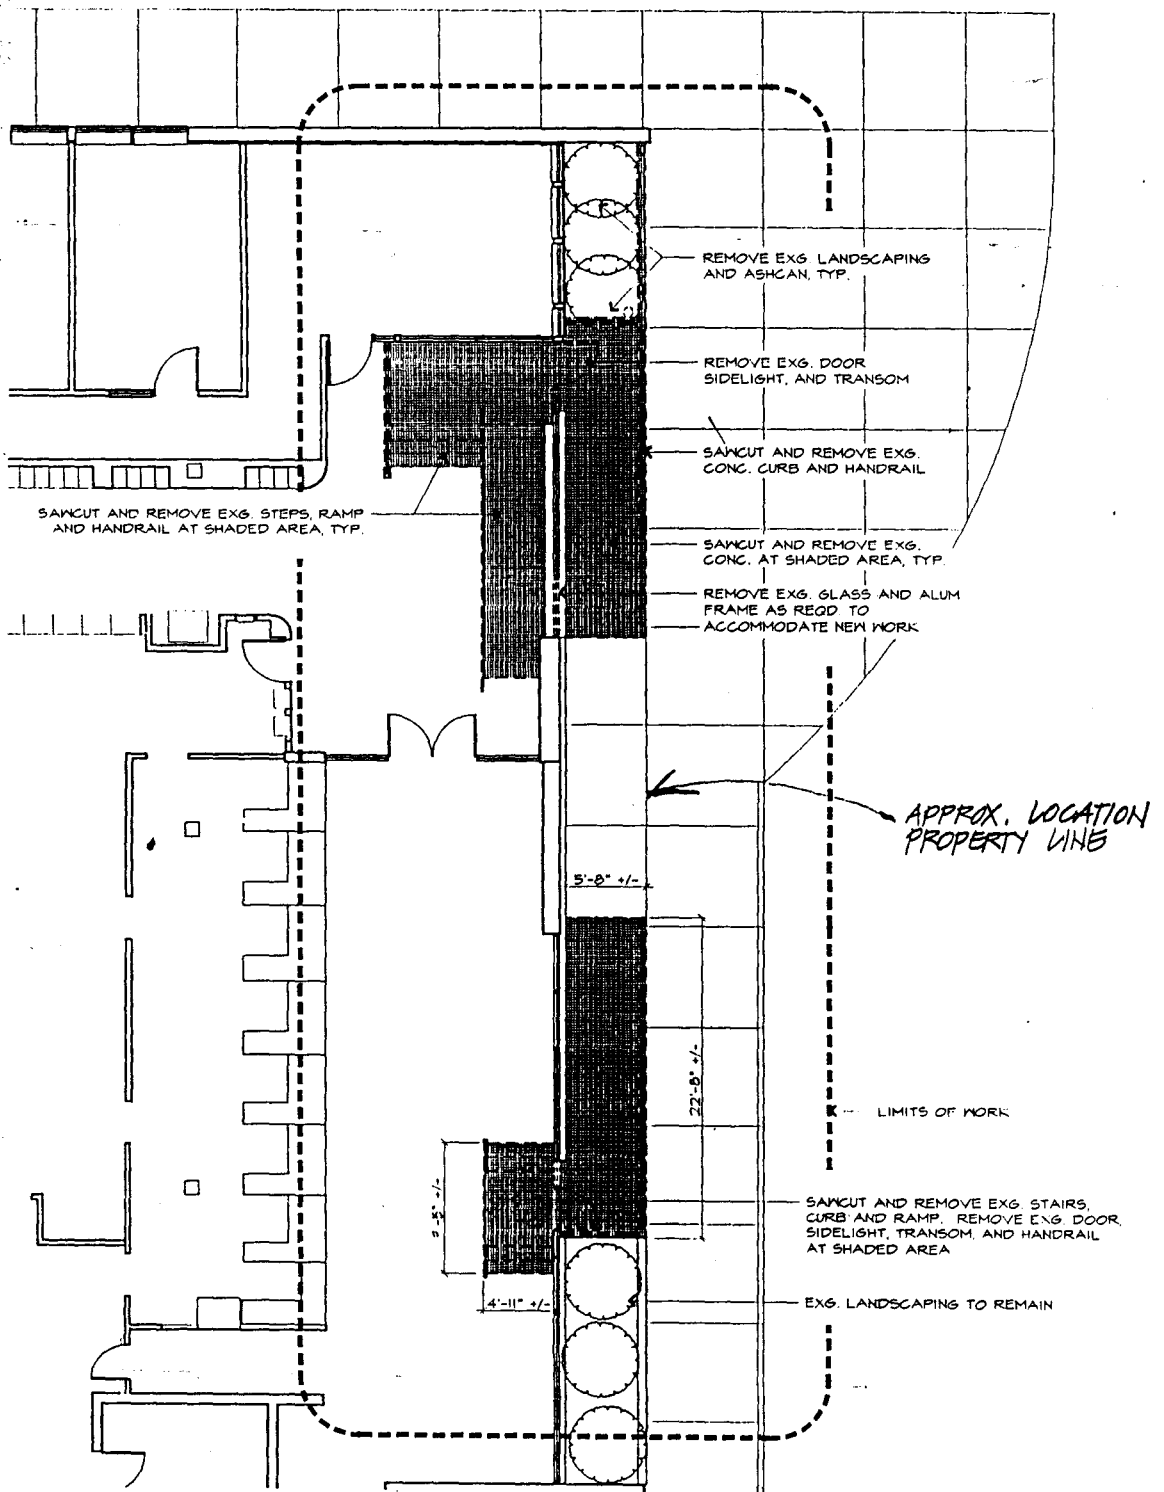 REMOVE EXG. LANDSCAPING
AND ASHCAN, TYP.
REMOVE EXG. DOOR
SIDELIGHT, AND TRANSOM
SAWCUT AND REMOVE EXG.
CONC. CURB AND HANDRAIL
SAWCUT AND REMOVE EXG. STEPS, RAMP
AND HANDRAIL AT SHADED AREA, TYP.
SAWCUT AND REMOVE EXG.
CONC. AT SHADED AREA, TYP.
REMOVE EXG. GLASS AND ALUM
FRAME AS REQD. TO
ACCOMMODATE NEW WORK
APPROX. LOCATION
PROPERTY LINE
5'-8" +/-
22'-8" +/-
LIMITS OF WORK
4'-11" +/-
SAWCUT AND REMOVE EXG. STAIRS,
CURB AND RAMP. REMOVE EXG. DOOR,
SIDELIGHT, TRANSOM, AND HANDRAIL
AT SHADED AREA
EXG. LANDSCAPING TO REMAIN